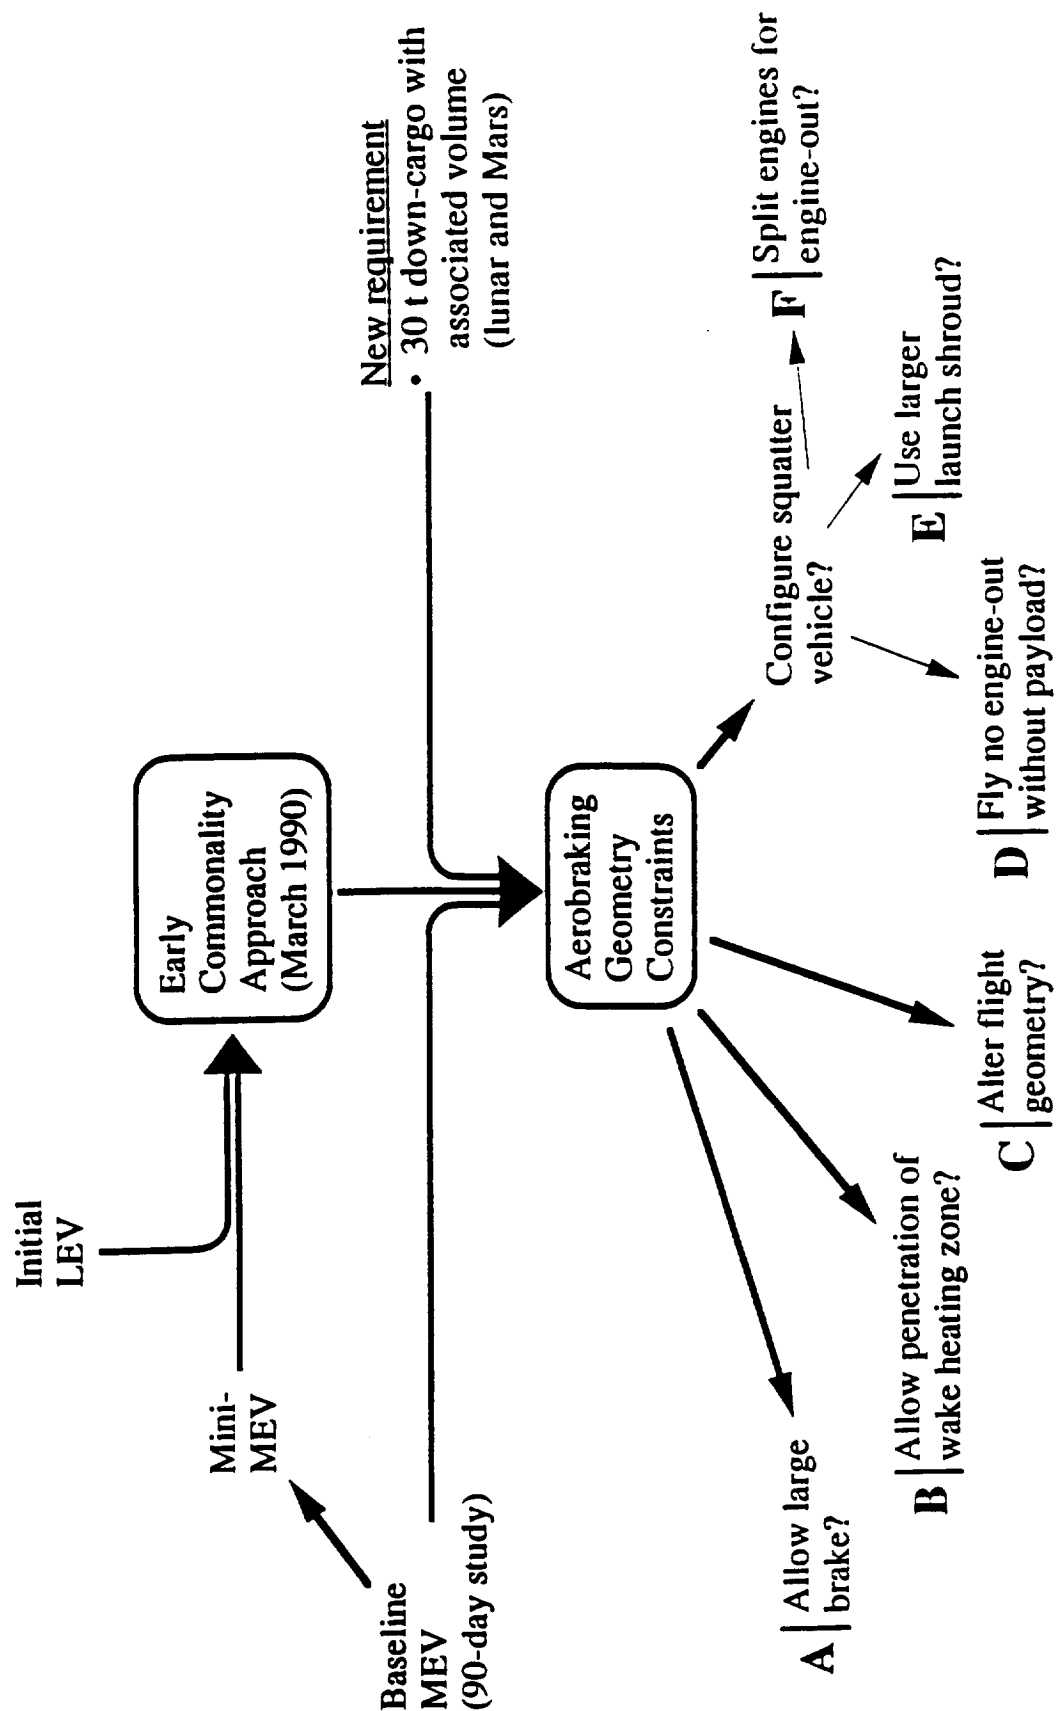 Initial
LEV
Mini-
MEV
Baseline
MEV
(90-day study)
Early
Commonality
Approach
(March 1990)
New requirement
• 30 t down-cargo with
associated volume
(lunar and Mars)
Aerobraking
Geometry
Constraints
Configure squatter
vehicle?
A Allow large
brake?
B Allow penetration of
wake heating zone?
C Alter flight
geometry?
D Fly no engine-out
without payload?
E Use larger
launch shroud?
F Split engines for
engine-out?